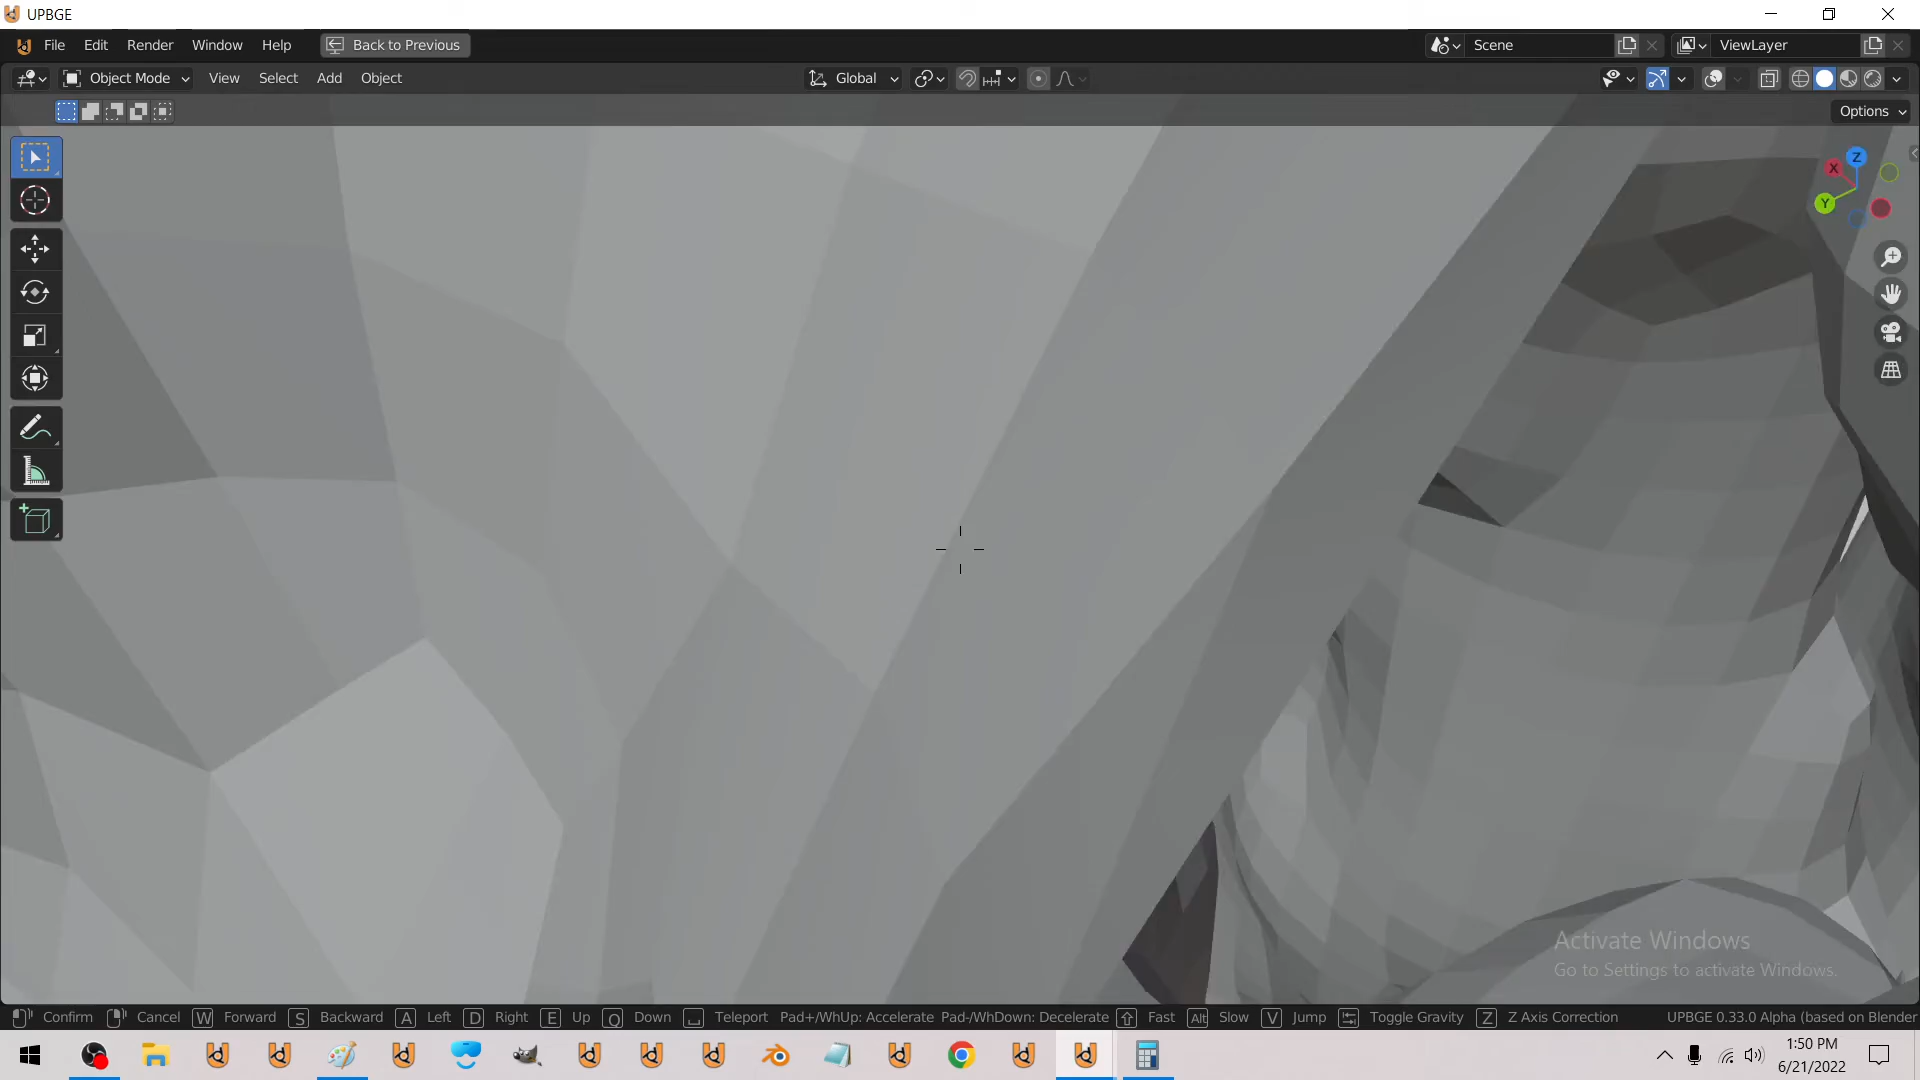 UPBGE
File Edit Render Window Help Back to Previous Scene ViewLayer
Object Mode View Select Add Object Global
Options
Z
X
Y
Activate Windows
Go to Settings to activate Windows.
Confirm Cancel W Forward S Backward A Left D Right E Up Q Down Teleport Pad+/WhUp: Accelerate Pad-/WhDown: Decelerate Fast Alt Slow V Jump Toggle Gravity Z Z Axis Correction UPBGE 0.33.0 Alpha (based on Blender
1:50 PM
6/21/2022